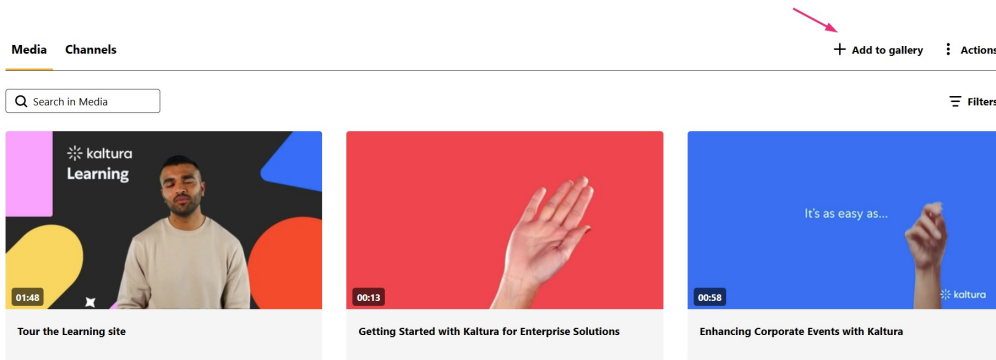 Media Channels
Add to gallery
Actions
Search in Media
Filters
kaltura
Learning
01:48
00:13
It's as easy as...
00:58
kaltura
Tour the Learning site
Getting Started with Kaltura for Enterprise Solutions
Enhancing Corporate Events with Kaltura